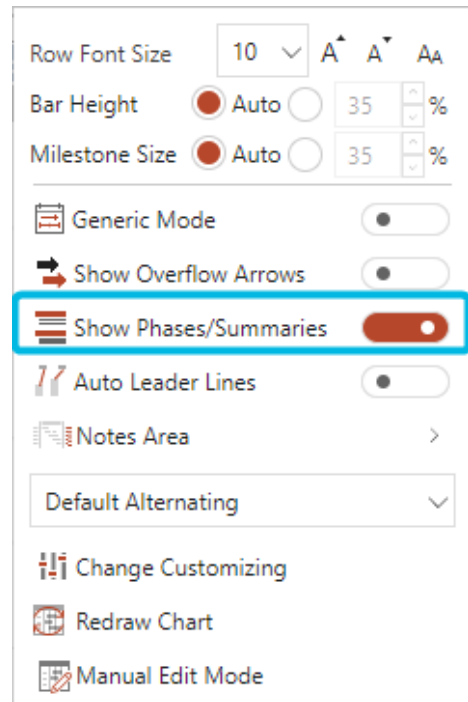 Row Font Size 10 A A AA
Bar Height Auto 35 %
Milestone Size Auto 35 %
Generic Mode
Show Overflow Arrows
Show Phases/Summaries
Auto Leader Lines
Notes Area
Default Alternating
Change Customizing
Redraw Chart
Manual Edit Mode